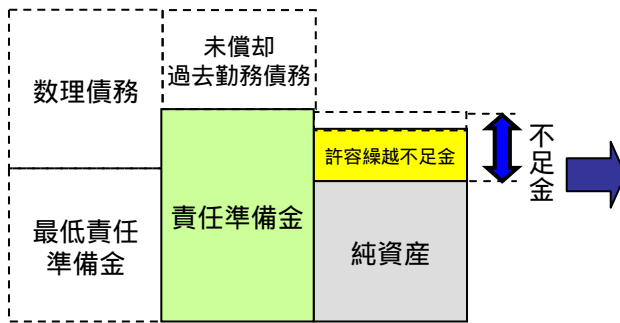 数理債務
最低責任
準備金
未償却
過去勤務債務
責任準備金
許容繰越不足金
純資産
不足金